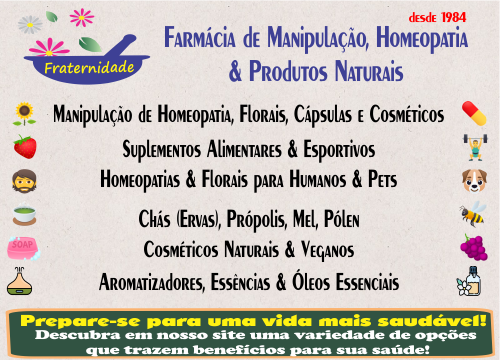 desde 1984
Fraternidade
Farmácia de Manipulação, Homeopatia
& Produtos Naturais
Manipulação de Homeopatia, Florais, Cápsulas e Cosméticos
Suplementos Alimentares & Esportivos
Homeopatias & Florais para Humanos & Pets
Chás (Ervas), Própolis, Mel, Pólen
SOAP
Cosméticos Naturais & Veganos
Aromatizadores, Essências & Óleos Essenciais
Prepare-se para uma vida mais saudável!
Descubra em nosso site uma variedade de opções
que trazem benefícios para sua saúde!